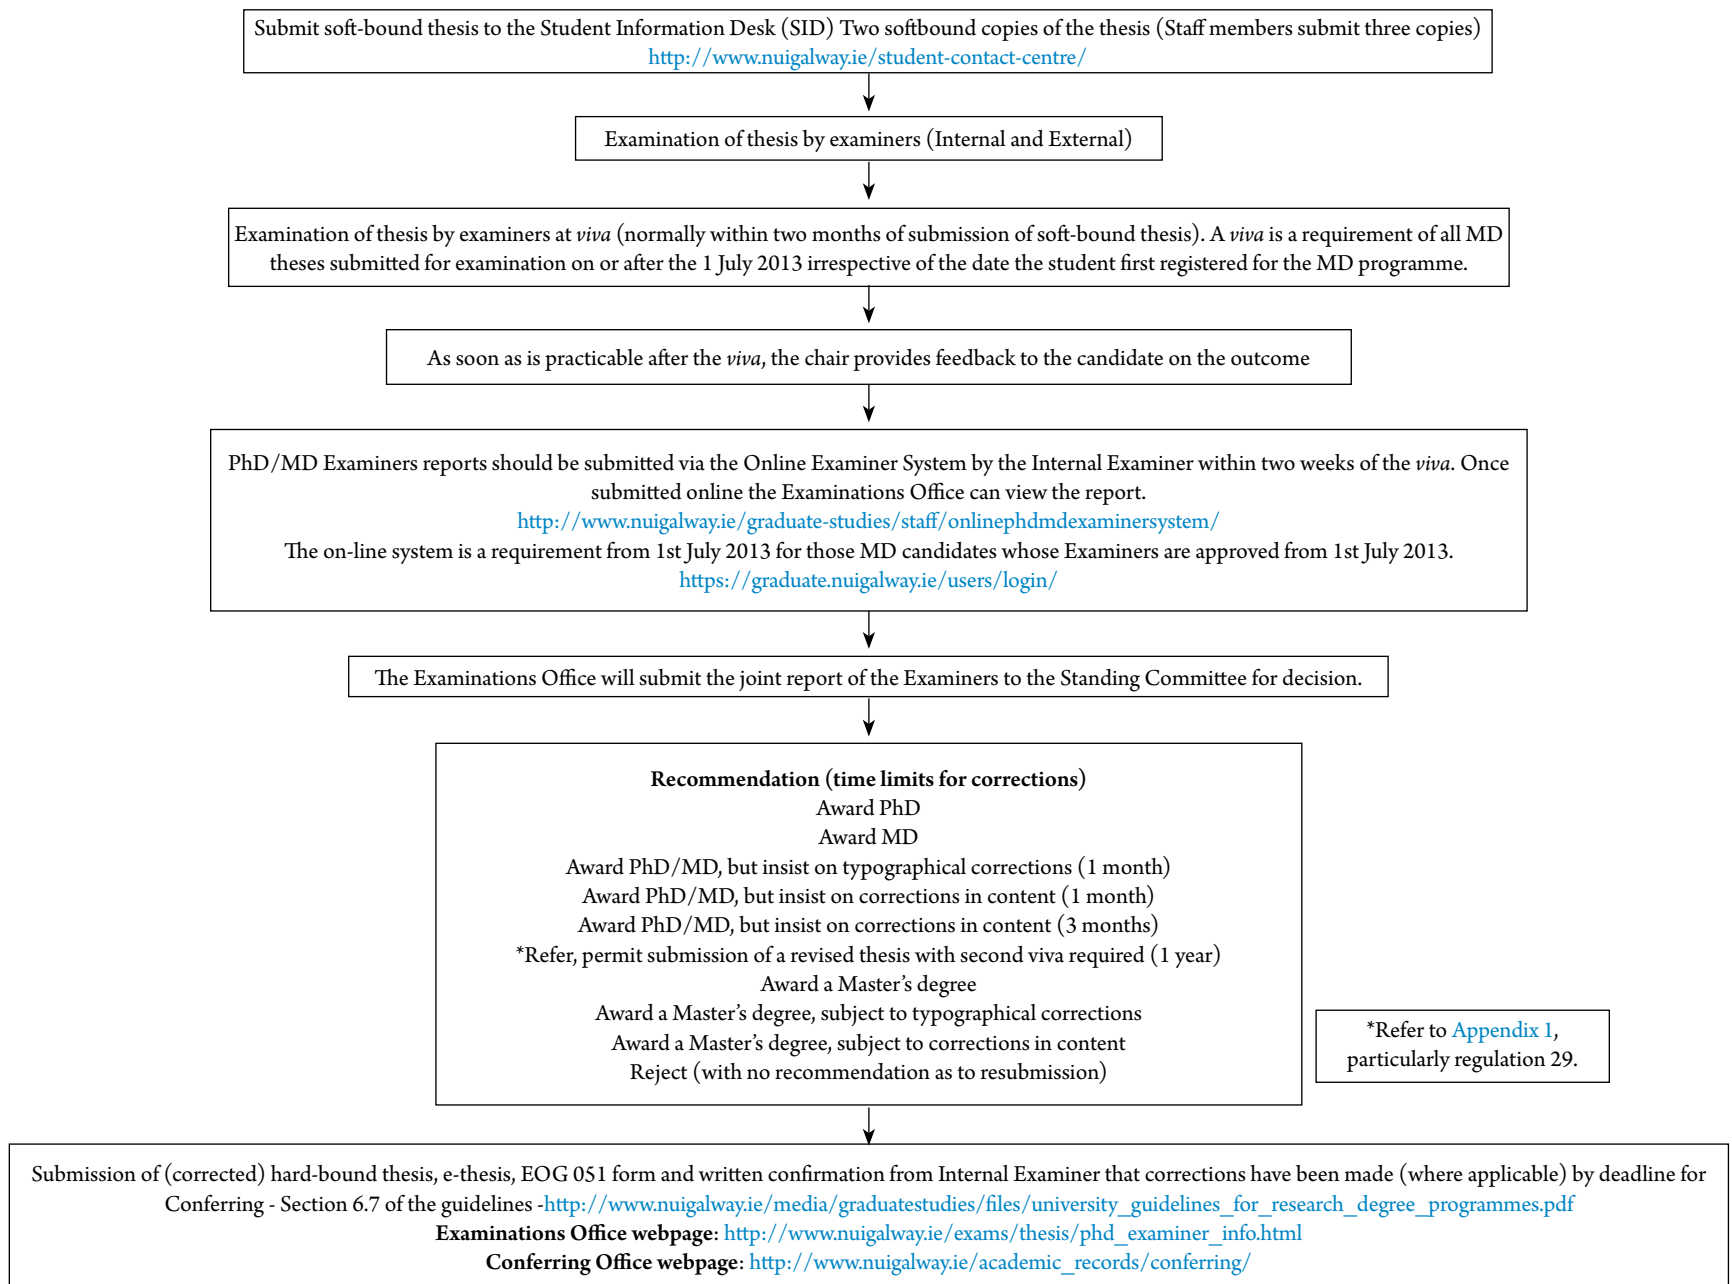 Submit soft-bound thesis to the Student Information Desk (SID) Two softbound copies of the thesis (Staff members submit three copies)
http://www.nuigalway.ie/student-contact-centre/
Examination of thesis by examiners (Internal and External)
Examination of thesis by examiners at viva (normally within two months of submission of soft-bound thesis). A viva is a requirement of all MD
theses submitted for examination on or after the 1 July 2013 irrespective of the date the student first registered for the MD programme.
As soon as is practicable after the viva, the chair provides feedback to the candidate on the outcome
PhD/MD Examiners reports should be submitted via the Online Examiner System by the Internal Examiner within two weeks of the viva. Once
submitted online the Examinations Office can view the report.
http://www.nuigalway.ie/graduate-studies/staff/onlinephdmdexaminersystem/
The on-line system is a requirement from 1st July 2013 for those MD candidates whose Examiners are approved from 1st July 2013.
https://graduate.nuigalway.ie/users/login/
The Examinations Office will submit the joint report of the Examiners to the Standing Committee for decision.
Recommendation (time limits for corrections)
Award PhD
Award MD
Award PhD/MD, but insist on typographical corrections (1 month)
Award PhD/MD, but insist on corrections in content (1 month)
Award PhD/MD, but insist on corrections in content (3 months)
*Refer, permit submission of a revised thesis with second viva required (1 year)
Award a Master’s degree
Award a Master’s degree, subject to typographical corrections
Award a Master’s degree, subject to corrections in content
Reject (with no recommendation as to resubmission)
*Refer to Appendix 1,
particularly regulation 29.
Submission of (corrected) hard-bound thesis, e-thesis, EOG 051 form and written confirmation from Internal Examiner that corrections have been made (where applicable) by deadline for
Conferring - Section 6.7 of the guidelines -http://www.nuigalway.ie/media/graduatestudies/files/university_guidelines_for_research_degree_programmes.pdf
Examinations Office webpage: http://www.nuigalway.ie/exams/thesis/phd_examiner_info.html
Conferring Office webpage: http://www.nuigalway.ie/academic_records/conferring/